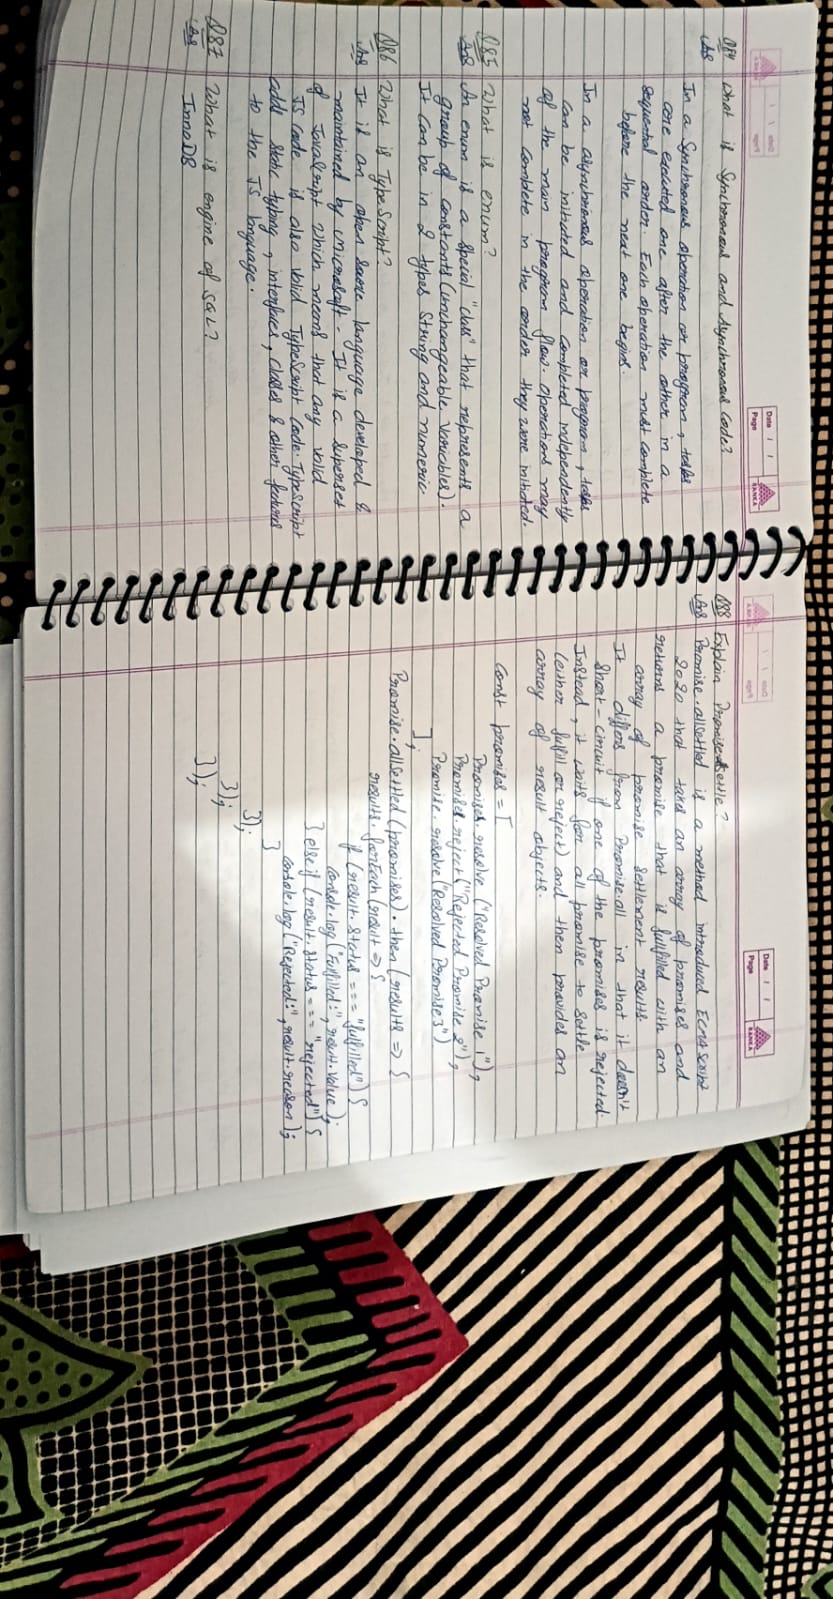 Date / /
Page
RANKA
Q84 What is Synchronous and Asynchronous Code?
Ans
In a Synchronous operation or program, tasks
are executed one after the other in a
sequential order. Each operation must complete
before the next one begins.
In a asynchronous operation or program, tasks
can be initiated and completed independently
of the main program flow. Operations may
not complete in the order they were initiated.
Q85 What is enum?
Ans An enum is a special "class" that represents a
group of constants (unchangeable variables).
It can be in 2 types String and numeric
Q86 What is TypeScript?
Ans It is an open source language developed &
maintained by Microsoft. It is a superset
of JavaScript which means that any valid
JS code is also valid TypeScript Code. TypeScript
adds static typing, interfaces, classes & other features
to the JS language.
Q87 What is engine of SQL?
Ans InnoDB
Date / /
Page
RANKA
Q88 Explain Promise.settle?
Ans Promise.allSettled is a method introduced
2020 that takes an array of promises and
returns a promise that is fullfilled with an
array of promise settlement results.
It differs from Promise.all in that it doesn't
Short-circuit if one of the promises is rejected.
Instead, it waits for all promise to settle
(either fulfill or reject) and then provides an
array of result objects.
const promises = [
Promises.resolve ("Resolved Promise 1"),
Promises.reject ("Rejected Promise 2"),
Promise.resolve ("Resolved Promise3")
];
Promise.allSettled (promises).then (results => {
results.forEach (result => {
if (result.status === "fulfilled") {
console.log ("Fulfilled:", result.value);
} else if (result.status === "rejected") {
console.log ("Rejected:", result.reason);
}
});
});
});